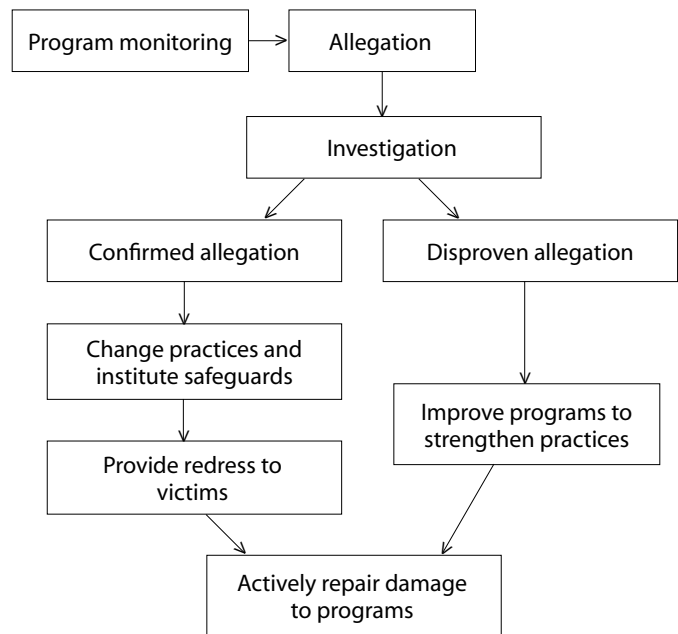 Program monitoring
Allegation
Investigation
Confirmed allegation
Disproven allegation
Change practices and
institute safeguards
Improve programs to
strengthen practices
Provide redress to
victims
Actively repair damage
to programs